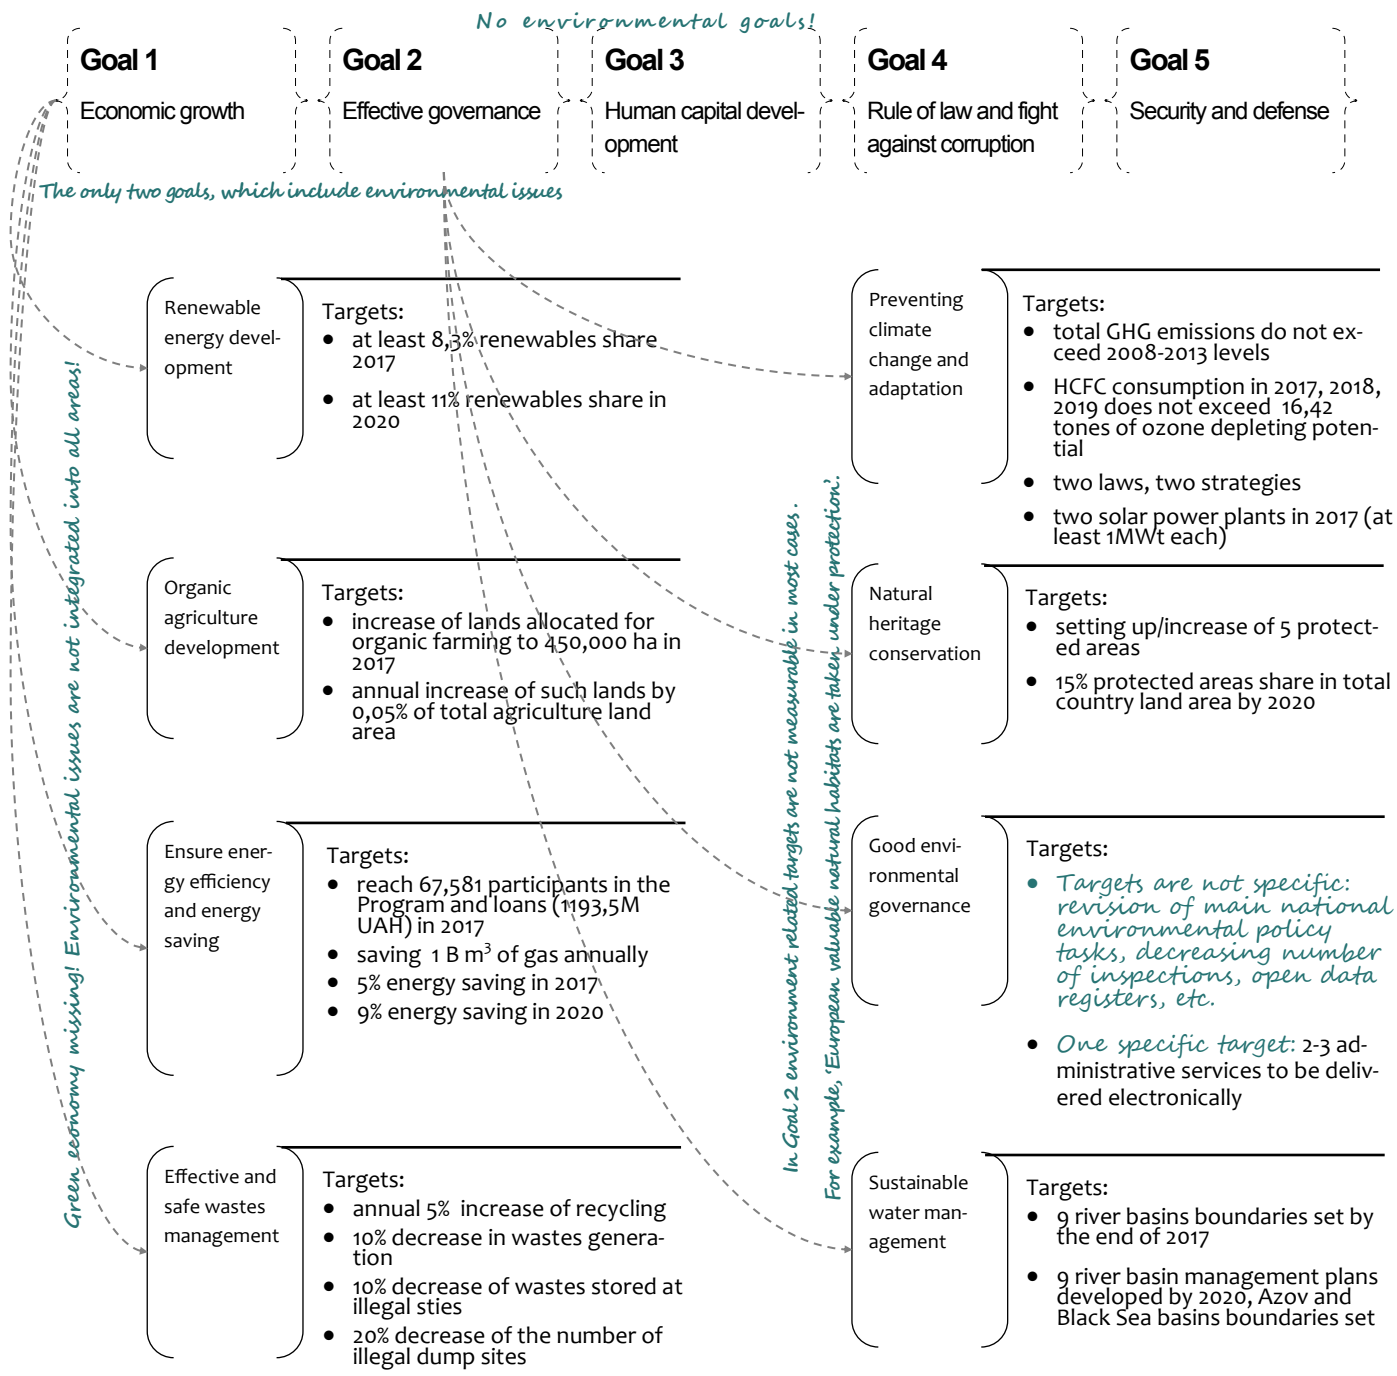 No environmental goals!
Goal 1
Economic growth
Goal 2
Effective governance
Goal 3
Human capital devel-
opment
Goal 4
Rule of law and fight
against corruption
Goal 5
Security and defense
The only two goals, which include environmental issues
Green economy missing! Environmental issues are not integrated into all areas!
Renewable
energy devel-
opment
Targets:
• at least 8,3% renewables share
2017
• at least 11% renewables share in
2020
Organic
agriculture
development
Targets:
• increase of lands allocated for
organic farming to 450,000 ha in
2017
• annual increase of such lands by
0,05% of total agriculture land
area
Ensure ener-
gy efficiency
and energy
saving
Targets:
• reach 67,581 participants in the
Program and loans (1193,5M
UAH) in 2017
• saving 1 B m³ of gas annually
• 5% energy saving in 2017
• 9% energy saving in 2020
Effective and
safe wastes
management
Targets:
• annual 5% increase of recycling
• 10% decrease in wastes genera-
tion
• 10% decrease of wastes stored at
illegal sties
• 20% decrease of the number of
illegal dump sites
In Goal 2 environment related targets are not measurable in most cases.
For example, 'European valuable natural habitats are taken under protection'.
Preventing
climate
change and
adaptation
Targets:
• total GHG emissions do not ex-
ceed 2008-2013 levels
• HCFC consumption in 2017, 2018,
2019 does not exceed 16,42
tones of ozone depleting poten-
tial
• two laws, two strategies
• two solar power plants in 2017 (at
least 1MWt each)
Natural
heritage
conservation
Targets:
• setting up/increase of 5 protect-
ed areas
• 15% protected areas share in total
country land area by 2020
Good envi-
ronmental
governance
Targets:
• Targets are not specific:
revision of main national
environmental policy
tasks, decreasing number
of inspections, open data
registers, etc.
• One specific target: 2-3 ad-
ministrative services to be deliv-
ered electronically
Sustainable
water man-
agement
Targets:
• 9 river basins boundaries set by
the end of 2017
• 9 river basin management plans
developed by 2020, Azov and
Black Sea basins boundaries set